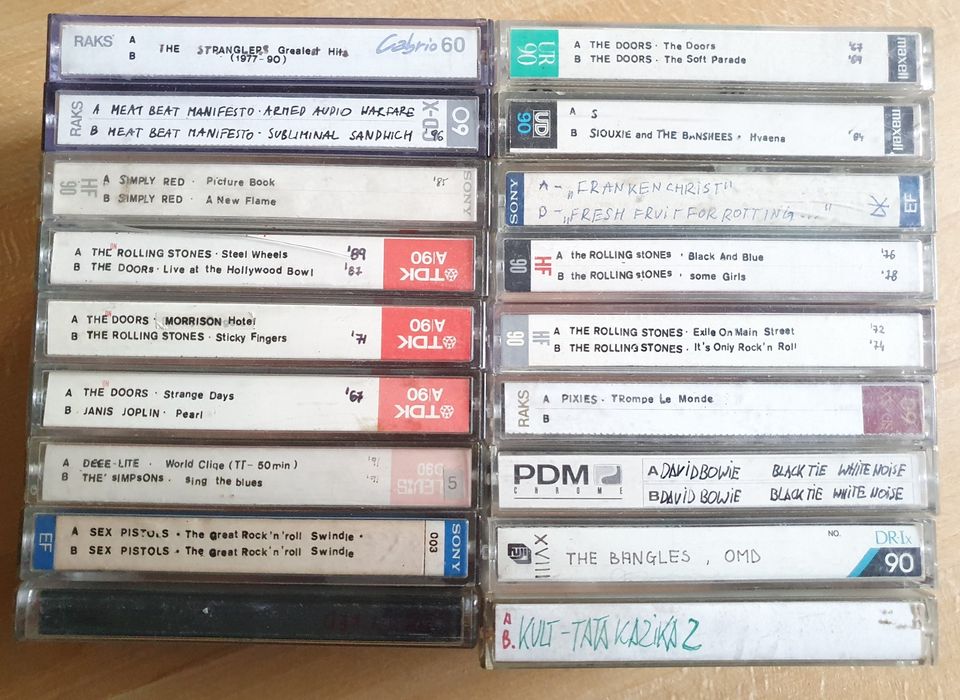 RAKS A THE STRANGLERS Greatest Hits Cabrio 60
B (1977-90)
RAKS A MEAT BEAT MANIFESTO · ARMED AUDIO WARFARE
B MEAT BEAT MANIFESTO · SUBLIMINAL SANDWICH '96 60
HF 90 A SIMPLY RED · Picture Book '85 SONY
B SIMPLY RED · A New Flame
A THE ROLLING STONES · Steel Wheels '89 TDK A/90
B THE DOORS · Live at the Hollywood Bowl '87
A THE DOORS · MORRISON Hotel TDK A/90
B THE ROLLING STONES · Sticky Fingers '71
A THE DOORS · Strange Days '67 TDK A/90
B JANIS JOPLIN · Pearl
A DEEE-LITE · World Cliqe (TT- 50min)
B THE SIMPSONS · sing the blues 5
EF A SEX PISTOLS · The Great Rock'n'roll Swindle · 003 SONY
B SEX PISTOLS · The Great Rock'n'roll Swindle
UR 90 A THE DOORS · The Doors '67 maxell
B THE DOORS · The Soft Parade '69
UD 90 A S maxell
B SIOUXIE and THE BANSHEES · Hyaena '84
SONY A - „FRANKENCHRIST" DK EF
D - „FRESH FRUIT FOR ROTTING..."
HF 90 A the ROLLING STONES · Black And Blue '76
B the ROLLING STONES · some Girls '78
HF 90 A THE ROLLING STONES · Exile On Main Street '72
B THE ROLLING STONES · It's Only Rock'n Roll '74
RAKS A PIXIES · TRompe Le Monde
B
PDM CHROME A DAVID BOWIE BLACK TIE WHITE NOISE
B DAVID BOWIE BLACK TIE WHITE NOISE
FUJI XVIII THE BANGLES , OMD NO. DR-Ix 90
A
B. KULT - TATA KAZIKA 2